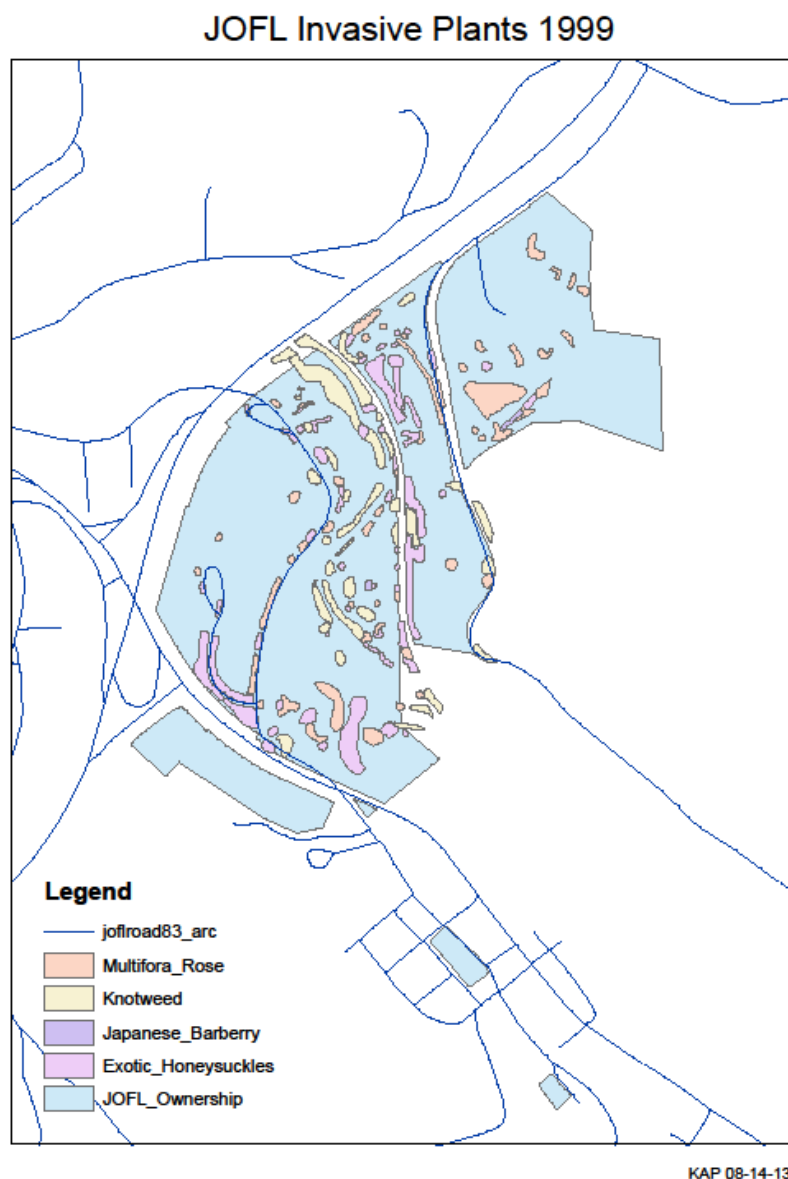 JOFL Invasive Plants 1999
Legend
joflroad83_arc
Multifora_Rose
Knotweed
Japanese_Barberry
Exotic_Honeysuckles
JOFL_Ownership
KAP 08-14-13